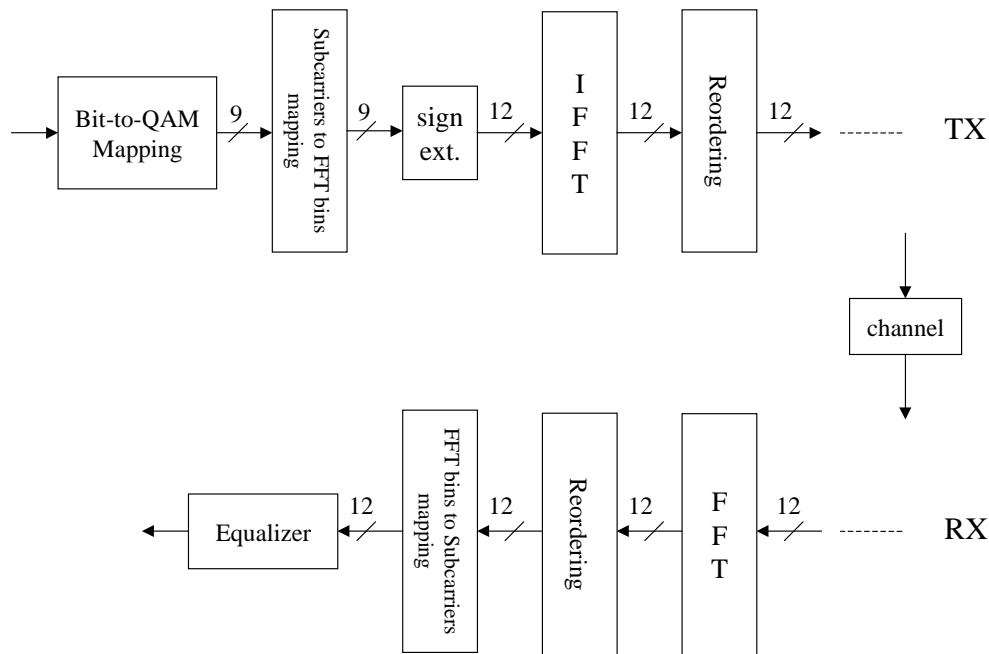 Bit-to-QAM
Mapping
9
Subcarriers to FFT bins
mapping
9
sign
ext.
12
I
F
F
T
12
Reordering
12
TX
channel
Equalizer
12
FFT bins to Subcarriers
mapping
12
Reordering
12
F
F
T
12
RX